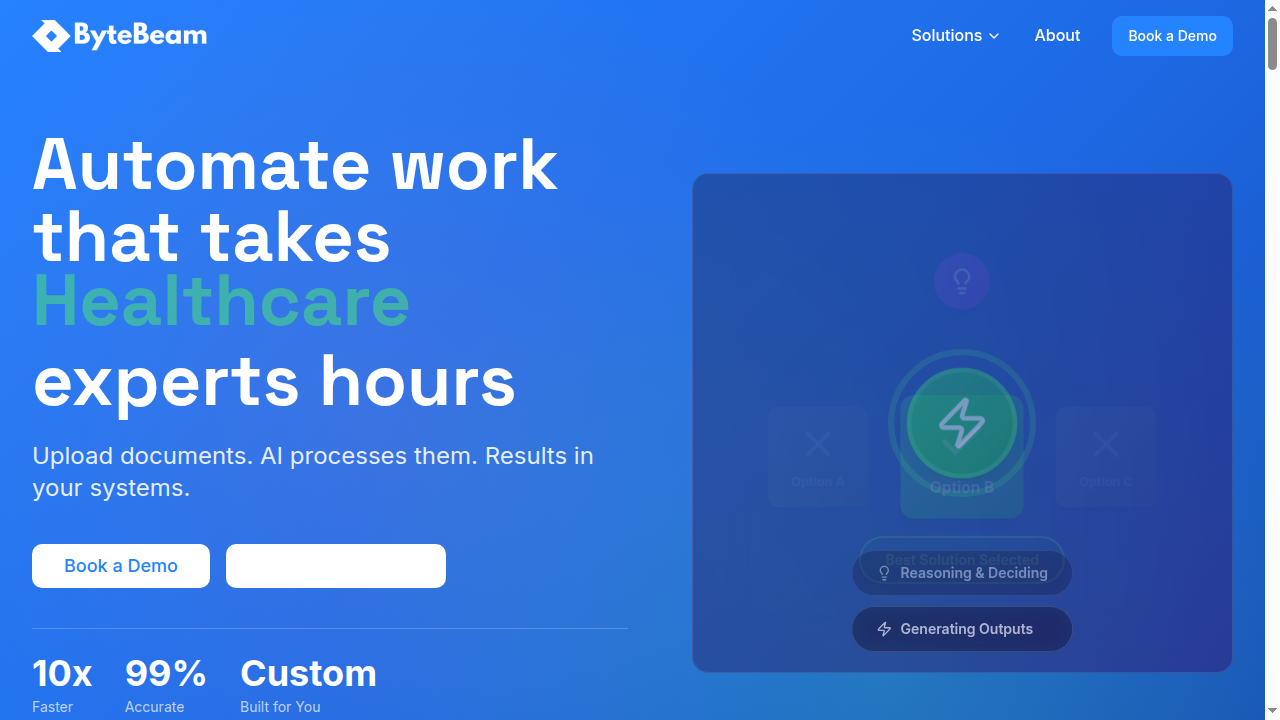 ByteBeam
Solutions
About
Book a Demo
Automate work
that takes
Healthcare
experts hours
Upload documents. AI processes them. Results in
your systems.
Book a Demo
10x
Faster
99%
Accurate
Custom
Built for You
Option A
Option B
Option C
Best Solution Selected
Reasoning & Deciding
Generating Outputs